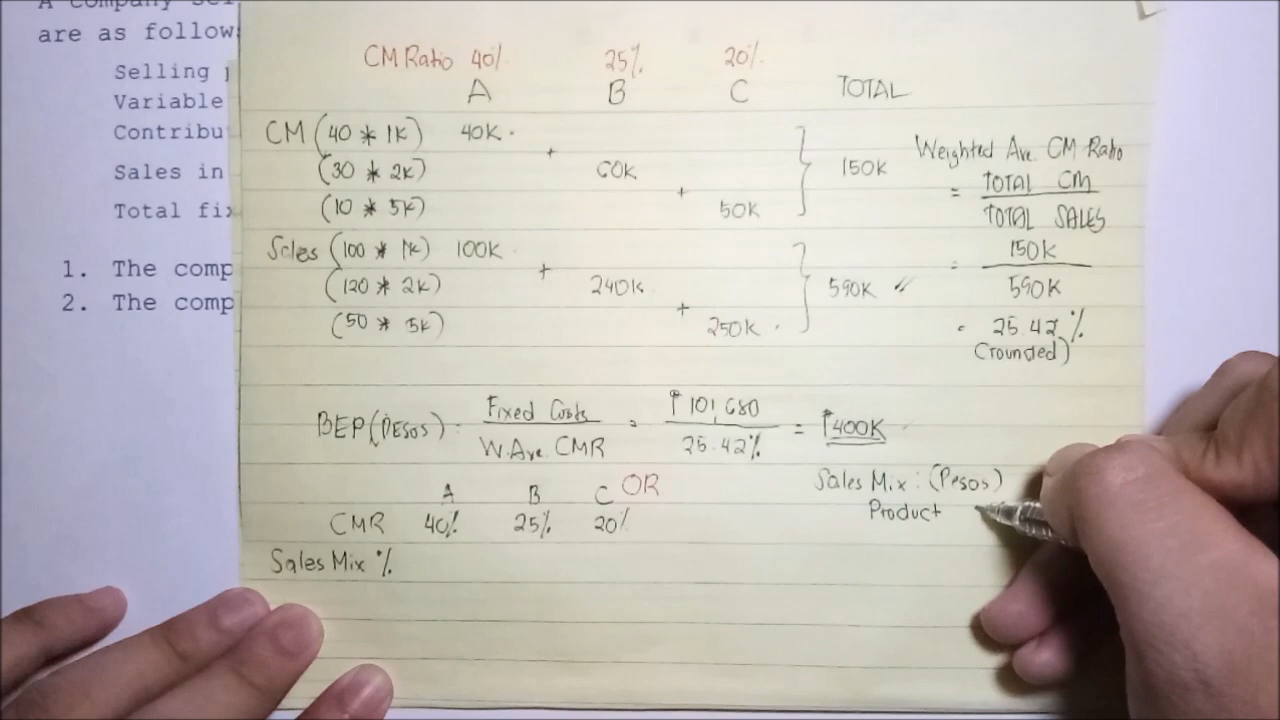 A company sel
are as follow
Selling p
Variable
Contribu
Sales in
Total fix
1. The comp
2. The comp
CM Ratio 40% 25% 20%
A B C TOTAL
CM (40 * 1K) 40K + 150K
(30 * 2K) 60K +
(10 * 5K) 50K
Sales (100 * 1K) 100K + 590K
(120 * 2K) 240K +
(50 * 5K) 250K
Weighted Ave. CM Ratio
= TOTAL CM
TOTAL SALES
= 150K
590K
= 25.42%
(rounded)
BEP (PESOS) = Fixed Costs = ₱101,680 = ₱400K
W.Ave. CMR 25.42%
A B C OR
CMR 40% 25% 20%
Sales Mix %
Sales Mix : (Pesos)
Product